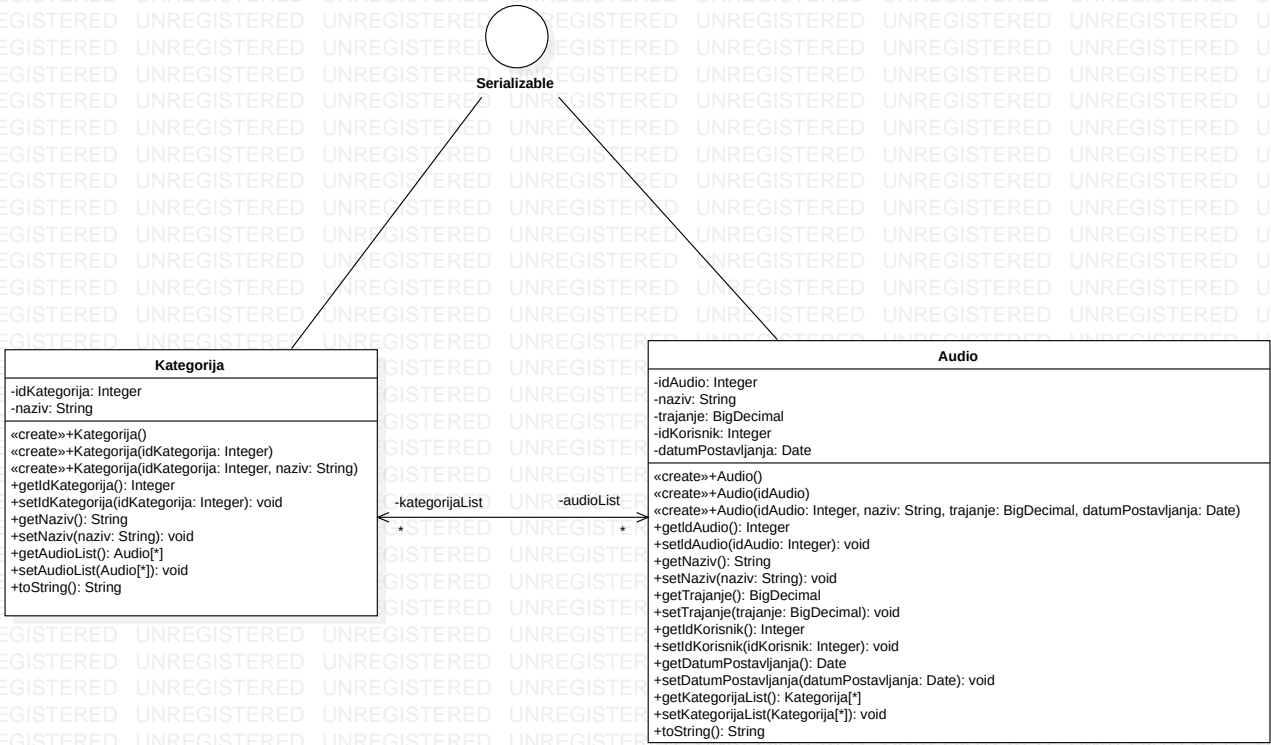 Serializable
Kategorija
-idKategorija: Integer
-naziv: String
«create»+Kategorija()
«create»+Kategorija(idKategorija: Integer)
«create»+Kategorija(idKategorija: Integer, naziv: String)
+getIdKategorija(): Integer
+setIdKategorija(idKategorija: Integer): void
+getNaziv(): String
+setNaziv(naziv: String): void
+getAudioList(): Audio[*]
+setAudioList(Audio[*]): void
+toString(): String
-kategorijaList
*
-audioList
*
Audio
-idAudio: Integer
-naziv: String
-trajanje: BigDecimal
-idKorisnik: Integer
-datumPostavljanja: Date
«create»+Audio()
«create»+Audio(idAudio)
«create»+Audio(idAudio: Integer, naziv: String, trajanje: BigDecimal, datumPostavljanja: Date)
+getIdAudio(): Integer
+setIdAudio(idAudio: Integer): void
+getNaziv(): String
+setNaziv(naziv: String): void
+getTrajanje(): BigDecimal
+setTrajanje(trajanje: BigDecimal): void
+getIdKorisnik(): Integer
+setIdKorisnik(idKorisnik: Integer): void
+getDatumPostavljanja(): Date
+setDatumPostavljanja(datumPostavljanja: Date): void
+getKategorijaList(): Kategorija[*]
+setKategorijaList(Kategorija[*]): void
+toString(): String
UNREGISTERED